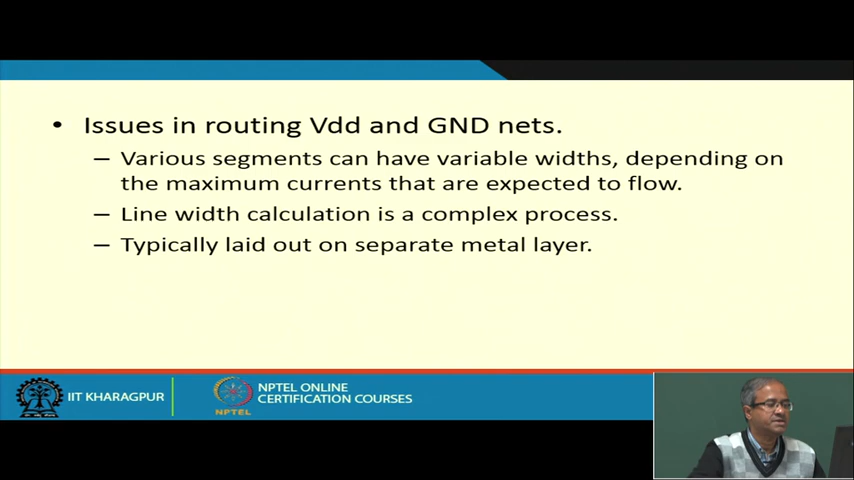 • Issues in routing Vdd and GND nets.
– Various segments can have variable widths, depending on
the maximum currents that are expected to flow.
– Line width calculation is a complex process.
– Typically laid out on separate metal layer.
IIT KHARAGPUR
NPTEL
NPTEL ONLINE
CERTIFICATION COURSES